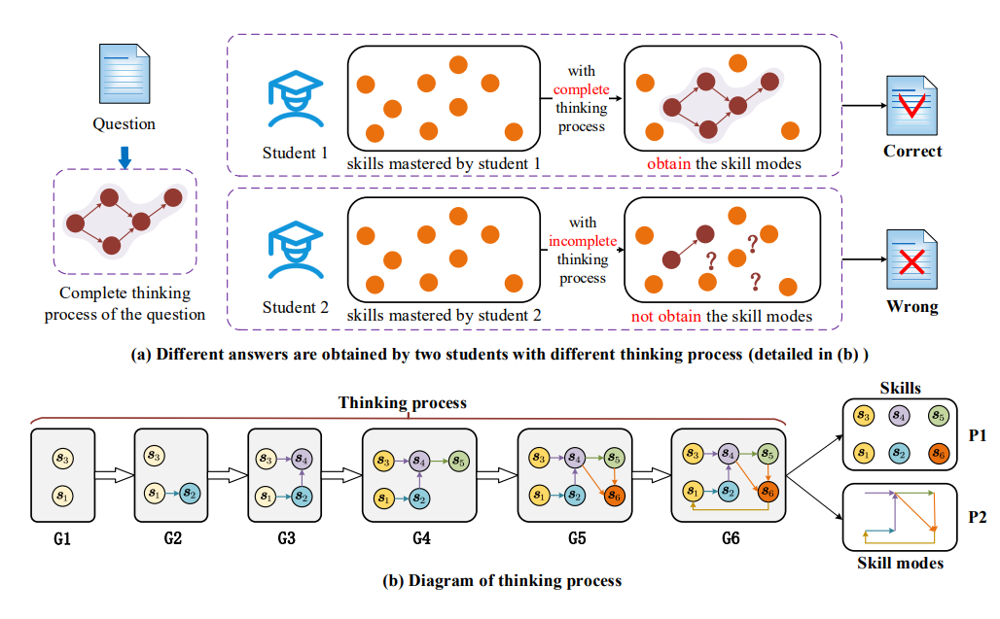 Question
Complete thinking
process of the question
Student 1
skills mastered by student 1
with
complete
thinking
process
obtain the skill modes
Correct
Student 2
skills mastered by student 2
with
incomplete
thinking
process
?
?
?
not obtain the skill modes
Wrong
(a) Different answers are obtained by two students with different thinking process (detailed in (b) )
Thinking process
s3
s1
G1
s3
s1 s2
G2
s3 s4
s1 s2
G3
s3 s4 s5
s1 s2
G4
s3 s4 s5
s1 s2 s6
G5
s3 s4 s5
s1 s2 s6
G6
Skills
s3 s4 s5
s1 s2 s6
P1
P2
Skill modes
(b) Diagram of thinking process